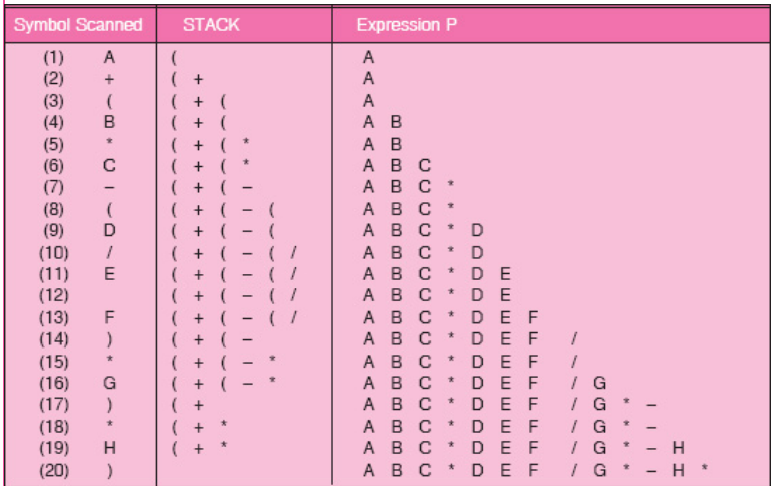 Symbol Scanned STACK Expression P
(1) A ( A
(2) + ( + A
(3) ( ( + ( A
(4) B ( + ( A B
(5) * ( + ( * A B
(6) C ( + ( * A B C
(7) – ( + ( – A B C *
(8) ( ( + ( – ( A B C *
(9) D ( + ( – ( A B C * D
(10) / ( + ( – ( / A B C * D
(11) E ( + ( – ( / A B C * D E
(12) ( + ( – ( / A B C * D E
(13) F ( + ( – ( / A B C * D E F
(14) ) ( + ( – A B C * D E F /
(15) * ( + ( – * A B C * D E F /
(16) G ( + ( – * A B C * D E F / G
(17) ) ( + A B C * D E F / G * –
(18) * ( + * A B C * D E F / G * –
(19) H ( + * A B C * D E F / G * – H
(20) ) A B C * D E F / G * – H *